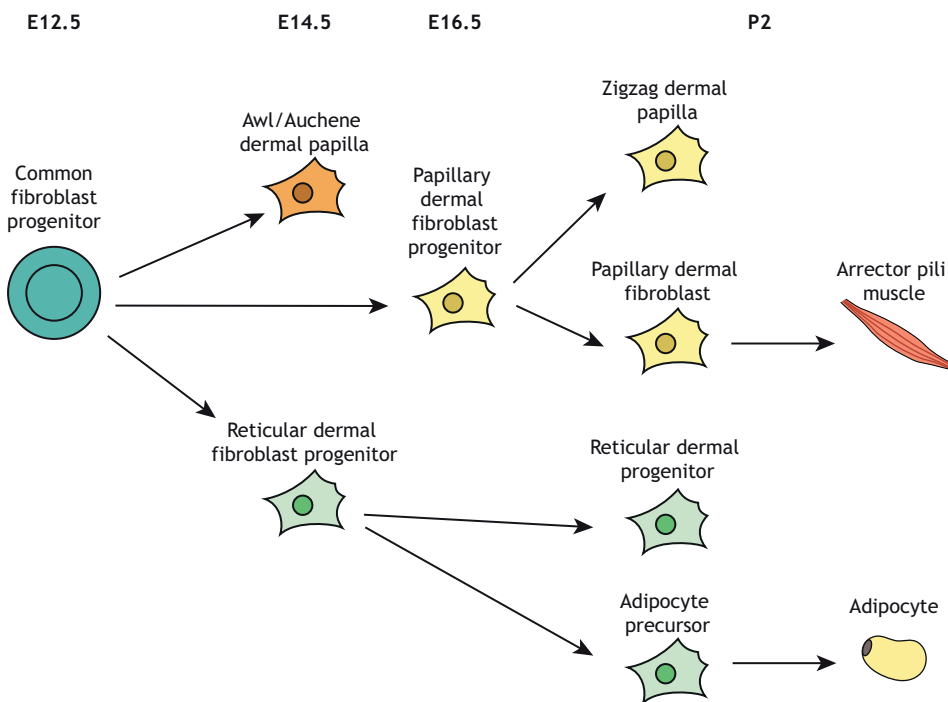 E12.5
E14.5
E16.5
P2
Common
fibroblast
progenitor
Awl/Auchene
dermal papilla
Papillary
dermal
fibroblast
progenitor
Zigzag dermal
papilla
Papillary dermal
fibroblast
Arrector pili
muscle
Reticular dermal
fibroblast progenitor
Reticular dermal
progenitor
Adipocyte
precursor
Adipocyte